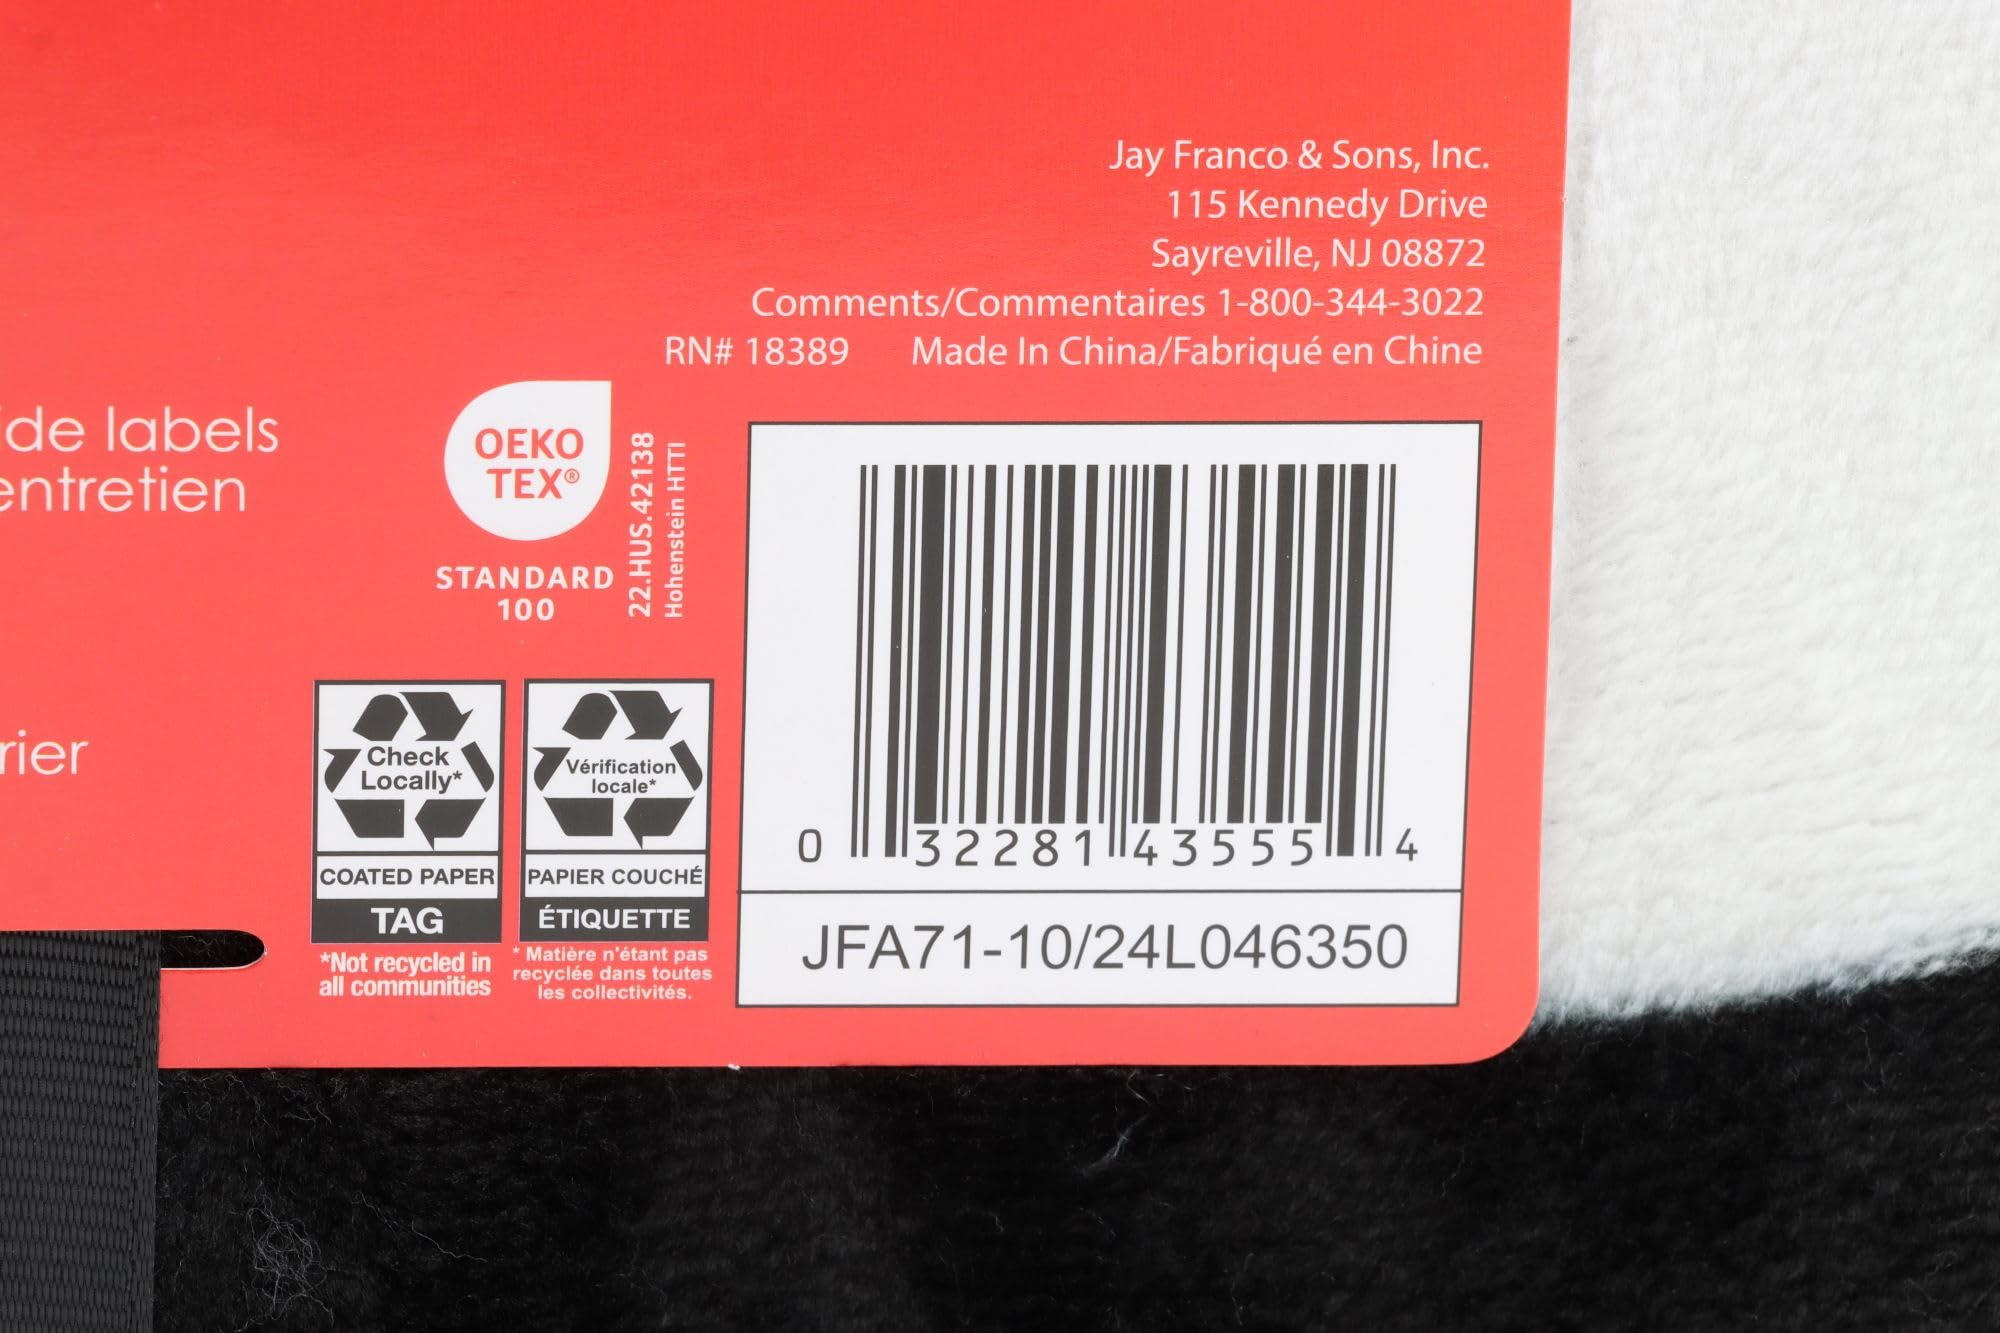 Jay Franco & Sons, Inc.
115 Kennedy Drive
Sayreville, NJ 08872
Comments/Commentaires 1-800-344-3022
RN# 18389 Made In China/Fabriqué en Chine
ide labels
entretien
rier
OEKO
TEX®
STANDARD
100
22.HUS.42138
Hohenstein HTTI
Check
Locally*
COATED PAPER
TAG
*Not recycled in
all communities
Vérification
locale*
PAPIER COUCHÉ
ÉTIQUETTE
* Matière n'étant pas
recyclée dans toutes
les collectivités.
0 32281 43555 4
JFA71-10/24L046350